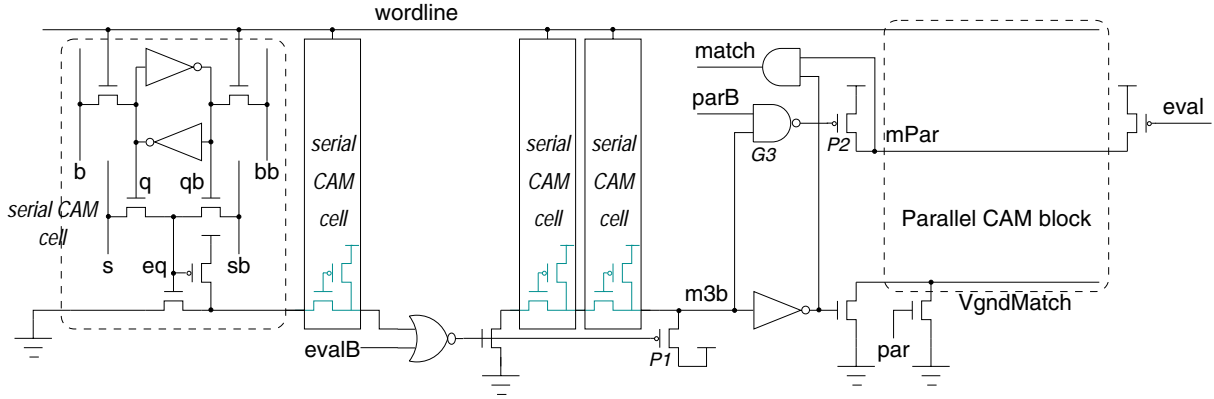 wordline
match
parB
G3
P2
mPar
eval
b
q
qb
bb
serial CAM
cell
s
eq
sb
serial
CAM
cell
serial
CAM
cell
serial
CAM
cell
Parallel CAM block
m3b
VgndMatch
evalB
P1
par